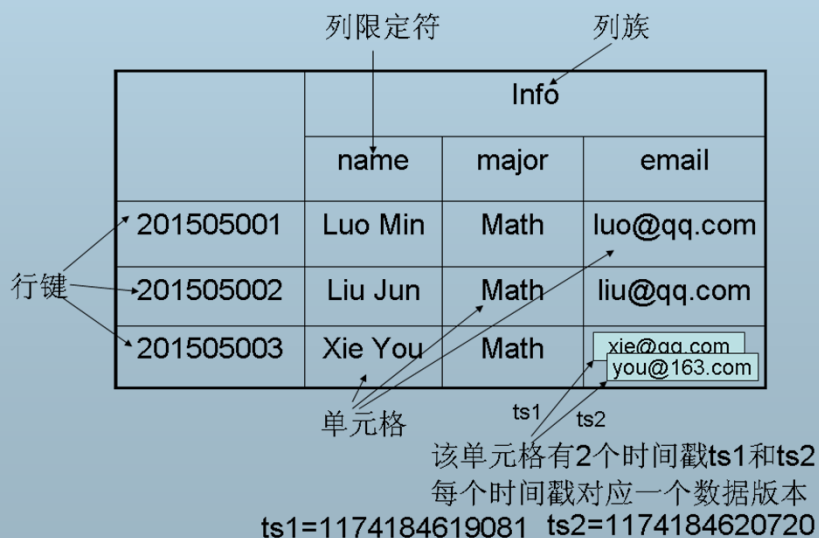 列限定符 列族
Info
name major email
201505001 Luo Min Math luo@qq.com
行键
201505002 Liu Jun Math liu@qq.com
201505003 Xie You Math xie@qq.com
you@163.com
单元格
ts1 ts2
该单元格有2个时间戳ts1和ts2
每个时间戳对应一个数据版本
ts1=1174184619081 ts2=1174184620720